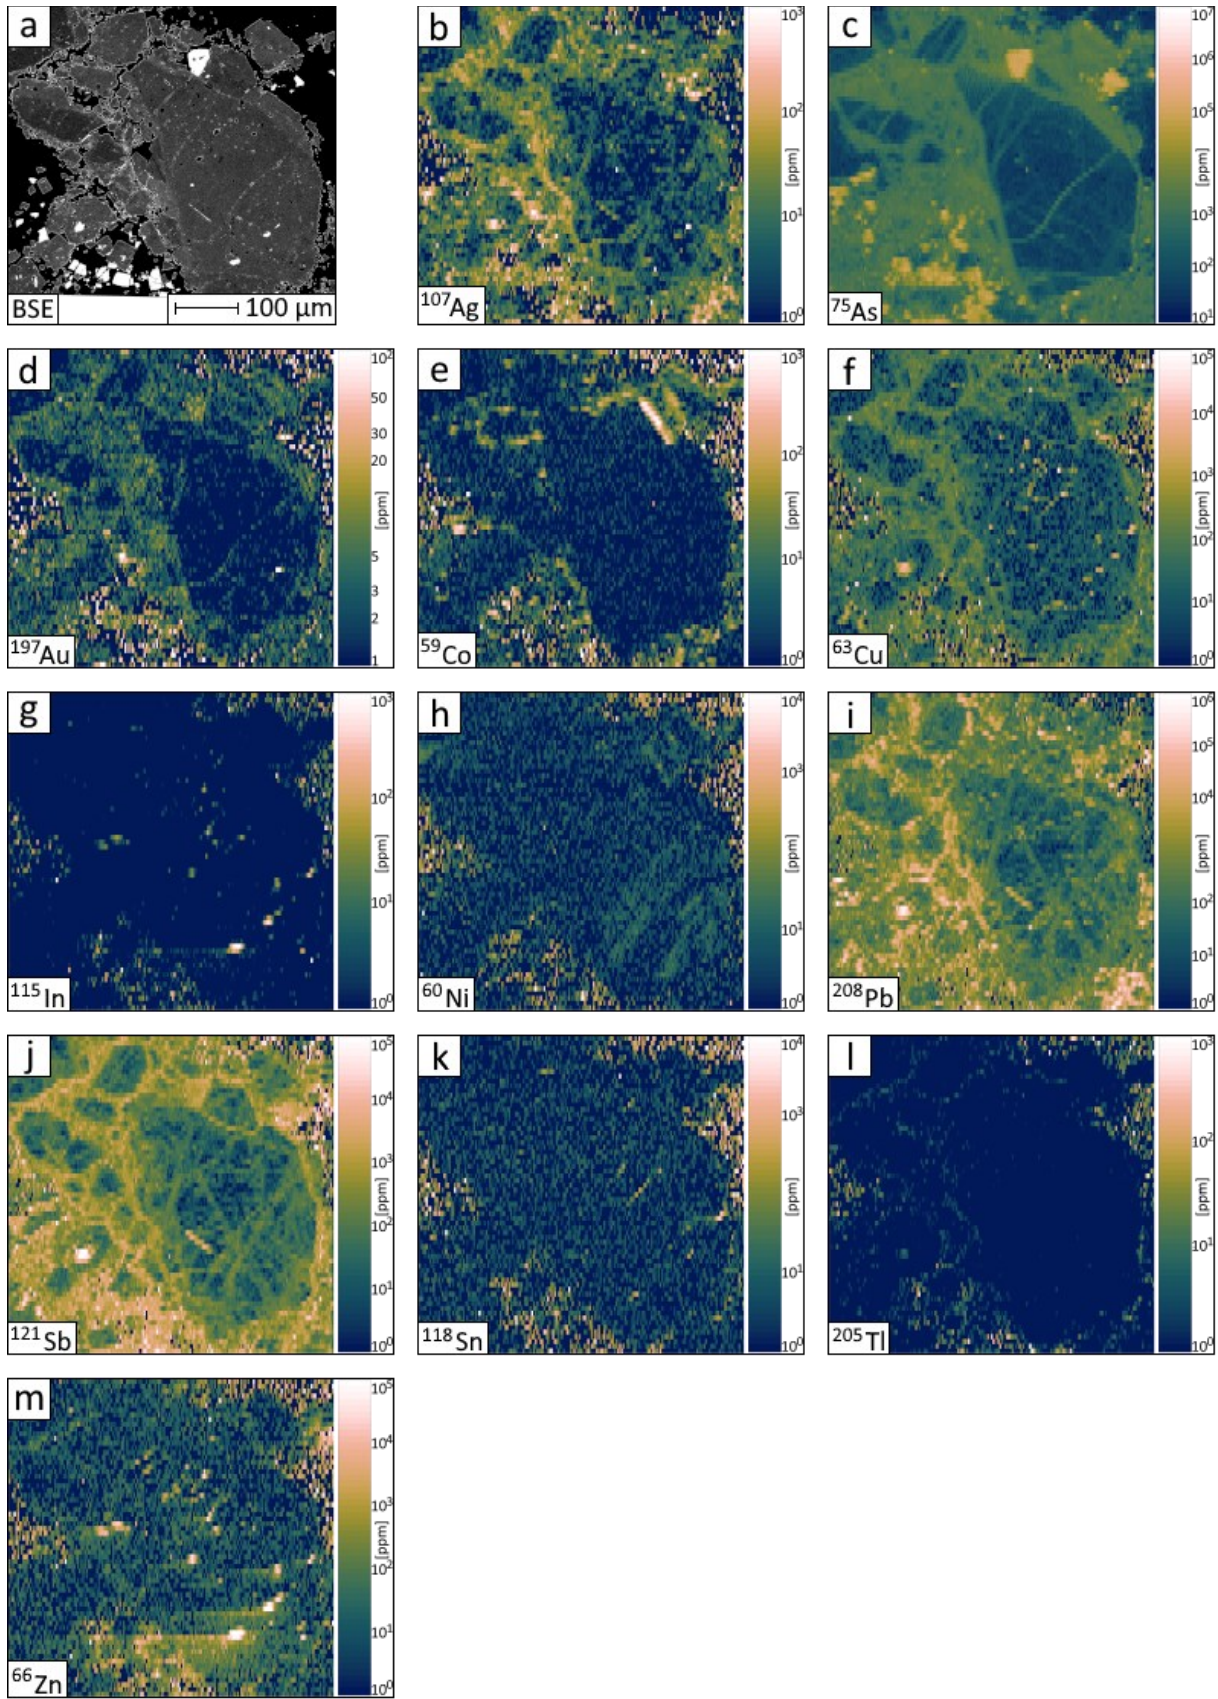 a
BSE
100 μm
b
10³
10²
[ppm]
10¹
10⁰
¹⁰⁷Ag
c
10⁷
10⁶
10⁵
[ppm]
10³
10²
10¹
⁷⁵As
d
10²
50
30
20
[ppm]
5
3
2
1
¹⁹⁷Au
e
10³
10²
[ppm]
10¹
10⁰
⁵⁹Co
f
10⁵
10⁴
10³
[ppm]
10²
10¹
10⁰
⁶³Cu
g
10³
10²
[ppm]
10¹
10⁰
¹¹⁵In
h
10⁴
10³
[ppm]
10¹
10⁰
⁶⁰Ni
i
10⁶
10⁵
10⁴
[ppm]
10²
10¹
10⁰
²⁰⁸Pb
j
10⁵
10⁴
10³
[ppm]
10²
10¹
10⁰
¹²¹Sb
k
10⁴
10³
[ppm]
10¹
10⁰
¹¹⁸Sn
l
10³
10²
[ppm]
10¹
10⁰
²⁰⁵Tl
m
10⁵
10⁴
10³
[ppm]
10²
10¹
10⁰
⁶⁶Zn